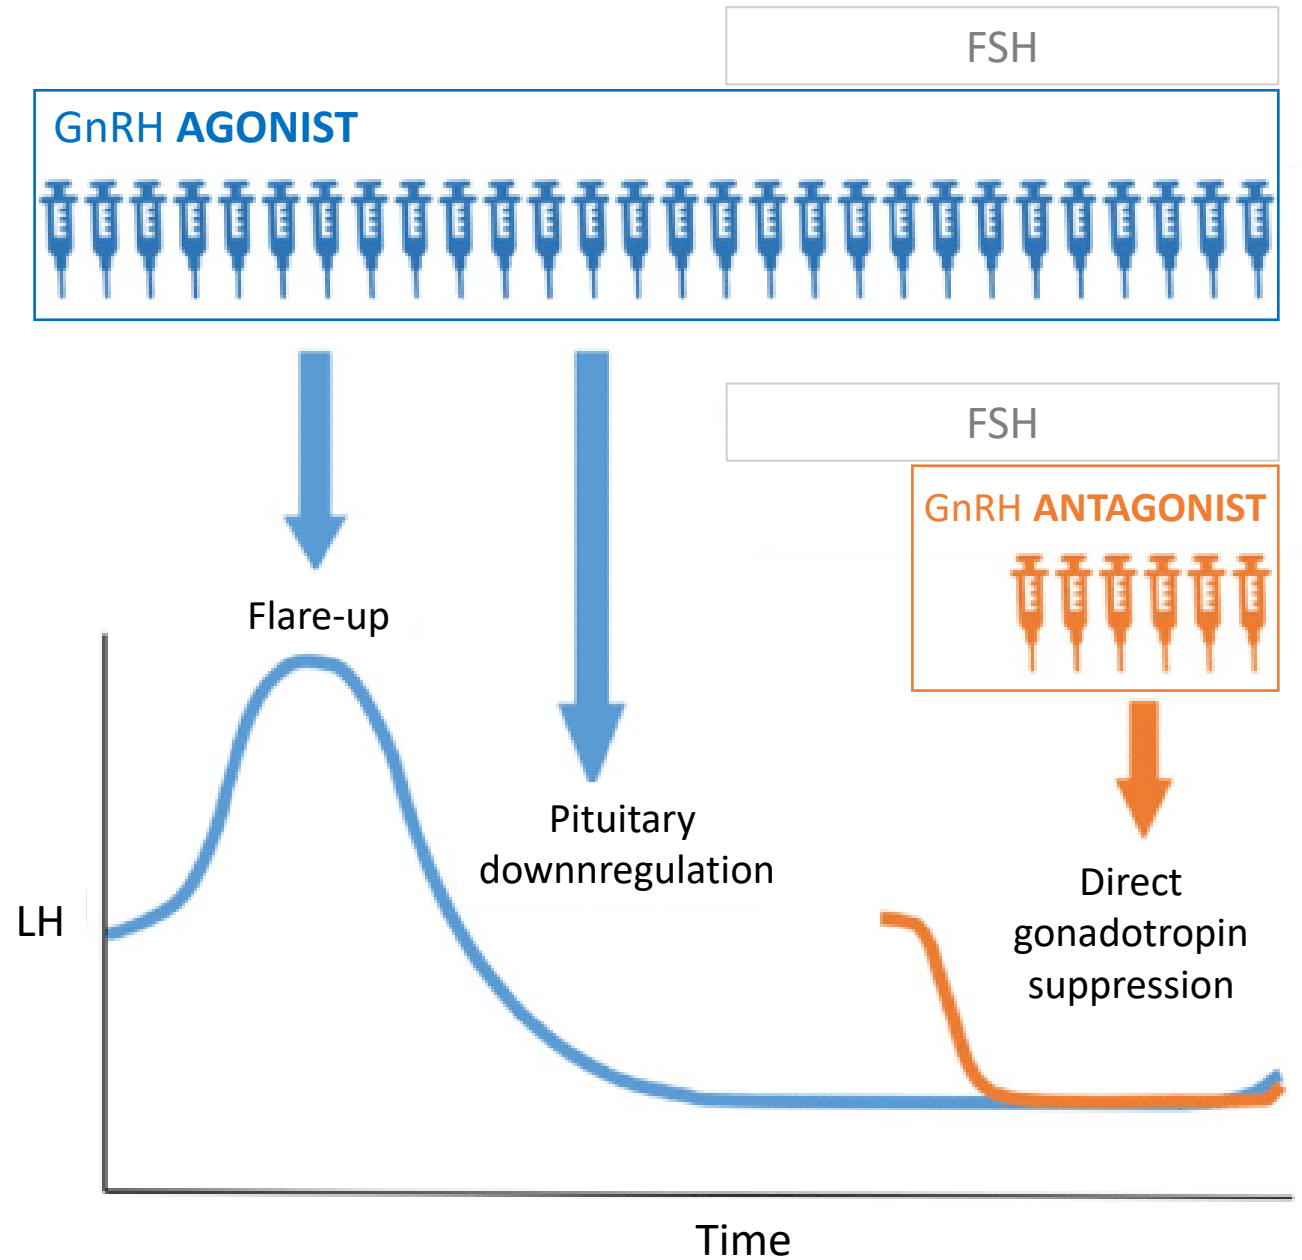 FSH
GnRH AGONIST
FSH
GnRH ANTAGONIST
Flare-up
Pituitary
downnregulation
Direct
gonadotropin
suppression
LH
Time